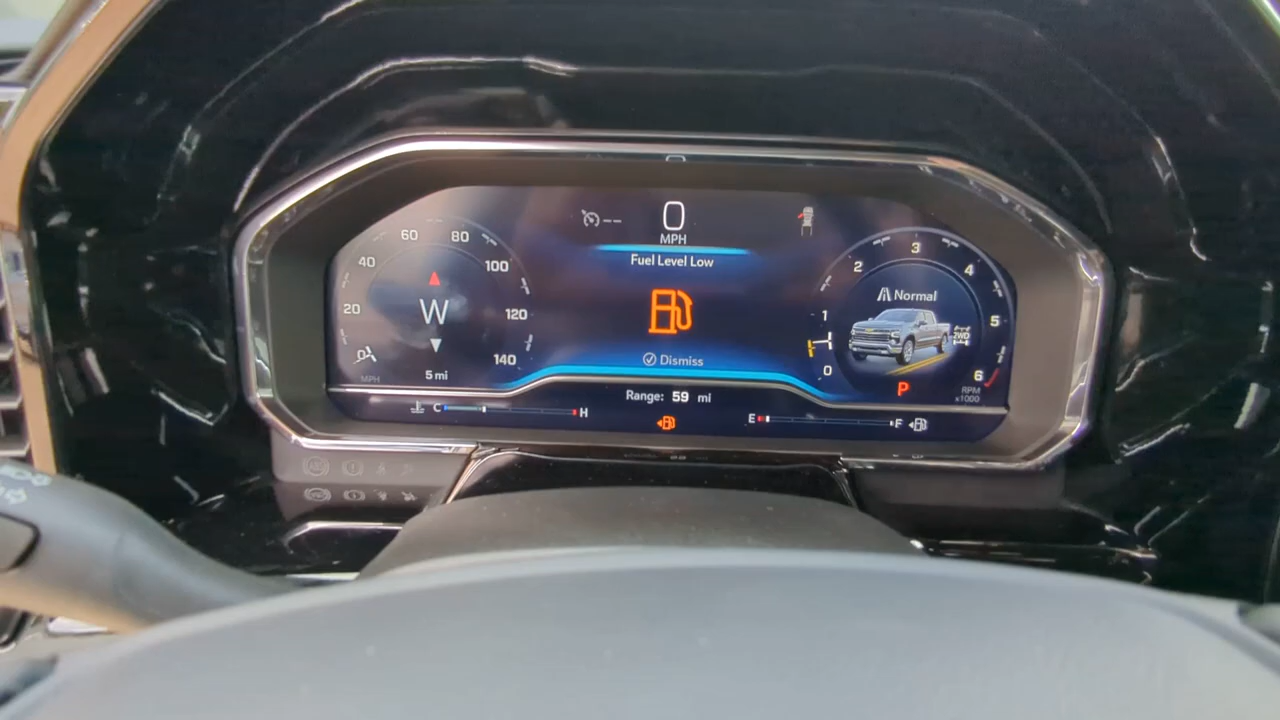 0
MPH
Fuel Level Low
Dismiss
Range: 59 mi
20
40
60
80
100
120
140
W
5 mi
MPH
C H
0
1
2
3
4
5
6
Normal
2WD
P
RPM
x1000
E F